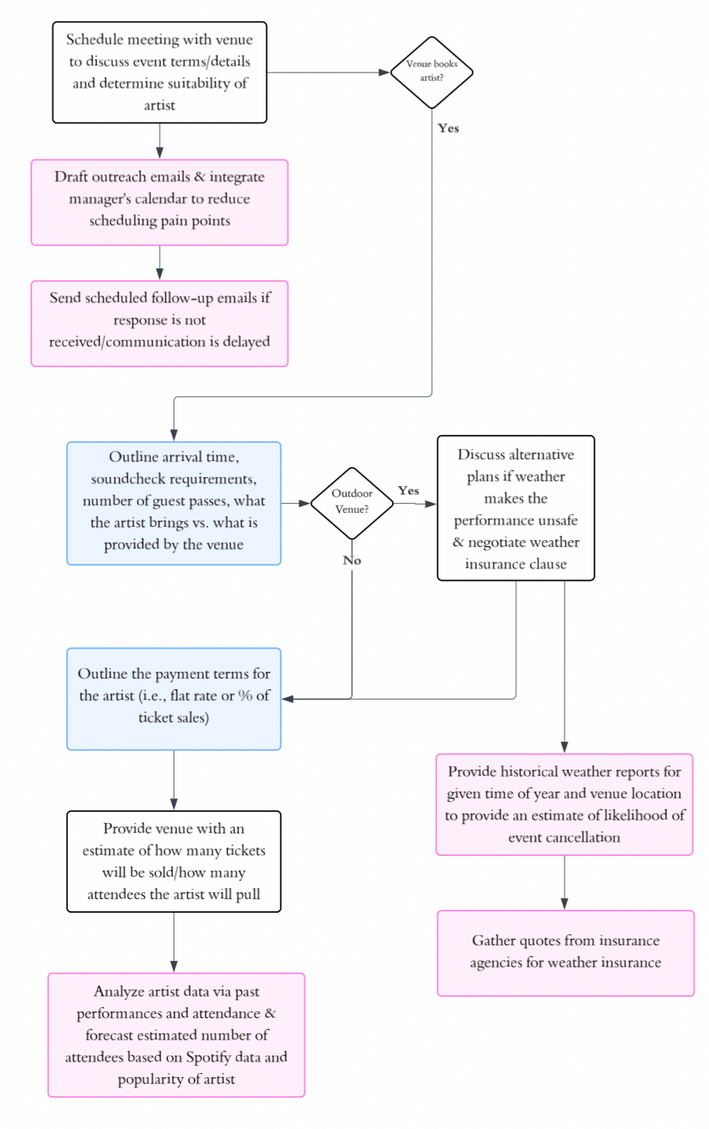 Schedule meeting with venue
to discuss event terms/details
and determine suitability of
artist
Venue books
artist?
Yes
Draft outreach emails & integrate
manager's calendar to reduce
scheduling pain points
Send scheduled follow-up emails if
response is not
received/communication is delayed
Outline arrival time,
soundcheck requirements,
number of guest passes, what
the artist brings vs. what is
provided by the venue
Outdoor
Venue?
Yes
No
Discuss alternative
plans if weather
makes the
performance unsafe
& negotiate weather
insurance clause
Outline the payment terms for
the artist (i.e., flat rate or % of
ticket sales)
Provide historical weather reports for
given time of year and venue location
to provide an estimate of likelihood of
event cancellation
Provide venue with an
estimate of how many tickets
will be sold/how many
attendees the artist will pull
Gather quotes from insurance
agencies for weather insurance
Analyze artist data via past
performances and attendance &
forecast estimated number of
attendees based on Spotify data and
popularity of artist